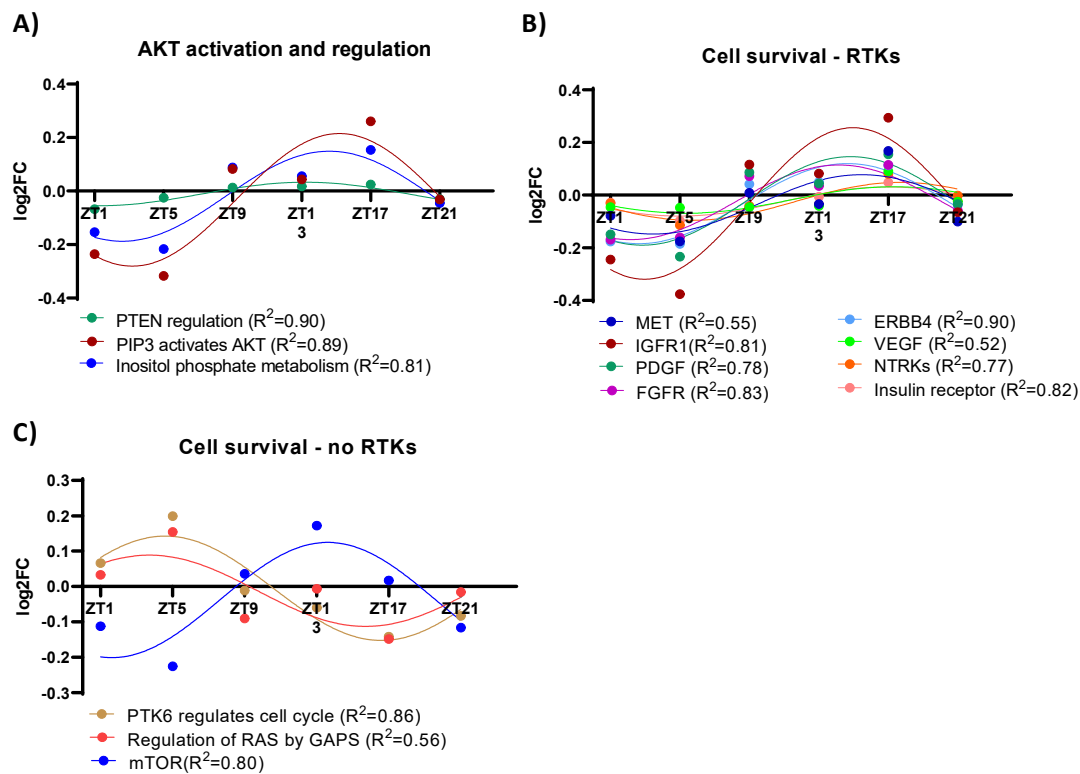 A)
AKT activation and regulation
0.4
0.2
0.0
-0.2
-0.4
log2FC
ZT1
ZT5
ZT9
ZT1
3
ZT17
ZT21
PTEN regulation (R²=0.90)
PIP3 activates AKT (R²=0.89)
Inositol phosphate metabolism (R²=0.81)
B)
Cell survival - RTKs
0.4
0.2
0.0
-0.2
-0.4
log2FC
ZT1
ZT5
ZT9
ZT1
3
ZT17
ZT21
MET (R²=0.55)
IGFR1(R²=0.81)
PDGF (R²=0.78)
FGFR (R²=0.83)
ERBB4 (R²=0.90)
VEGF (R²=0.52)
NTRKs (R²=0.77)
Insulin receptor (R²=0.82)
C)
Cell survival - no RTKs
0.3
0.2
0.1
0.0
-0.1
-0.2
-0.3
log2FC
ZT1
ZT5
ZT9
ZT1
3
ZT17
ZT21
PTK6 regulates cell cycle (R²=0.86)
Regulation of RAS by GAPS (R²=0.56)
mTOR(R²=0.80)